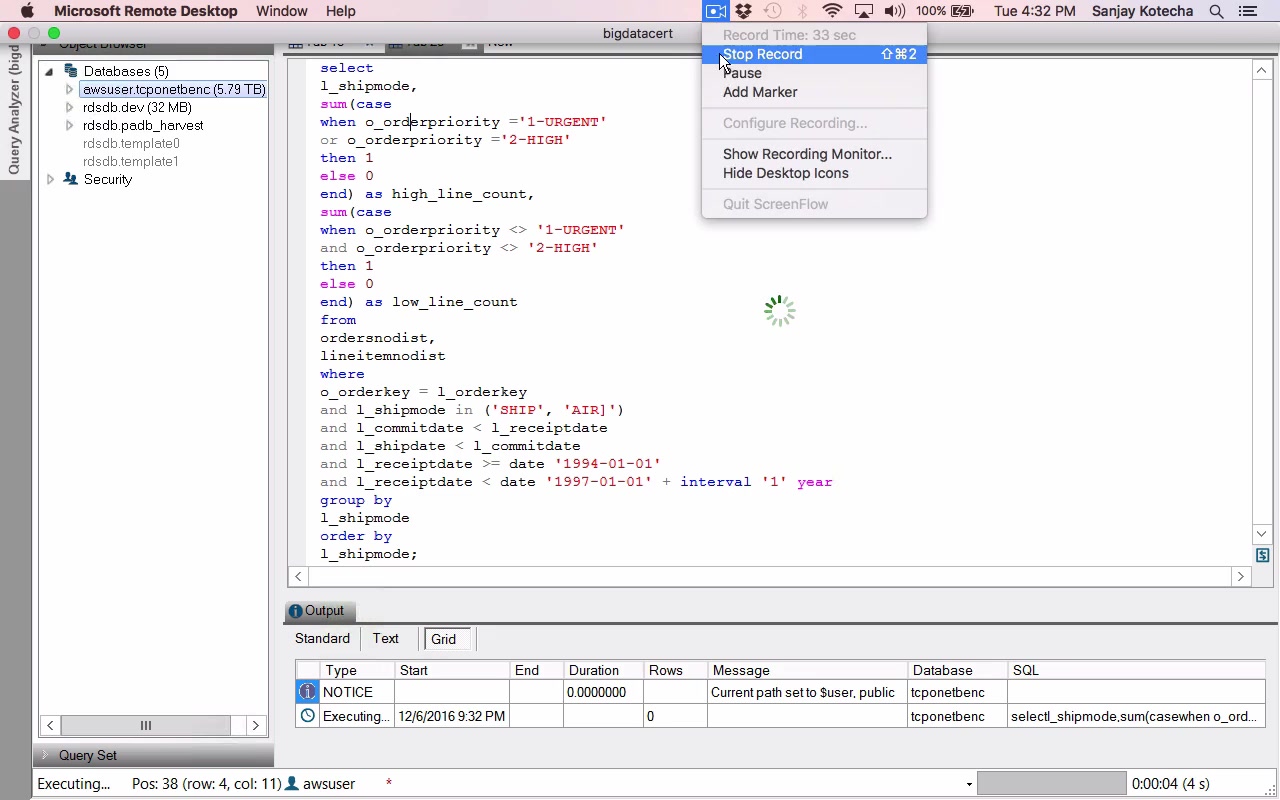 Microsoft Remote Desktop Window Help 100% Tue 4:32 PM Sanjay Kotecha
bigdatacert
Record Time: 33 sec
Stop Record ⇧⌘2
Pause
Add Marker
Configure Recording...
Show Recording Monitor...
Hide Desktop Icons
Quit ScreenFlow
Object Browser
Query Analyzer (bigd
Databases (5)
awsuser.tcponetbenc (5.79 TB)
rdsdb.dev (32 MB)
rdsdb.padb_harvest
rdsdb.template0
rdsdb.template1
Security
select
l_shipmode,
sum(case
when o_orderpriority ='1-URGENT'
or o_orderpriority ='2-HIGH'
then 1
else 0
end) as high_line_count,
sum(case
when o_orderpriority <> '1-URGENT'
and o_orderpriority <> '2-HIGH'
then 1
else 0
end) as low_line_count
from
ordersnodist,
lineitemnodist
where
o_orderkey = l_orderkey
and l_shipmode in ('SHIP', 'AIR]')
and l_commitdate < l_receiptdate
and l_shipdate < l_commitdate
and l_receiptdate >= date '1994-01-01'
and l_receiptdate < date '1997-01-01' + interval '1' year
group by
l_shipmode
order by
l_shipmode;
Output
Standard Text Grid
Type Start End Duration Rows Message Database SQL
NOTICE 0.0000000 Current path set to $user, public tcponetbenc
Executing... 12/6/2016 9:32 PM 0 tcponetbenc selectl_shipmode,sum(casewhen o_ord...
Query Set
Executing... Pos: 38 (row: 4, col: 11) awsuser * 0:00:04 (4 s)